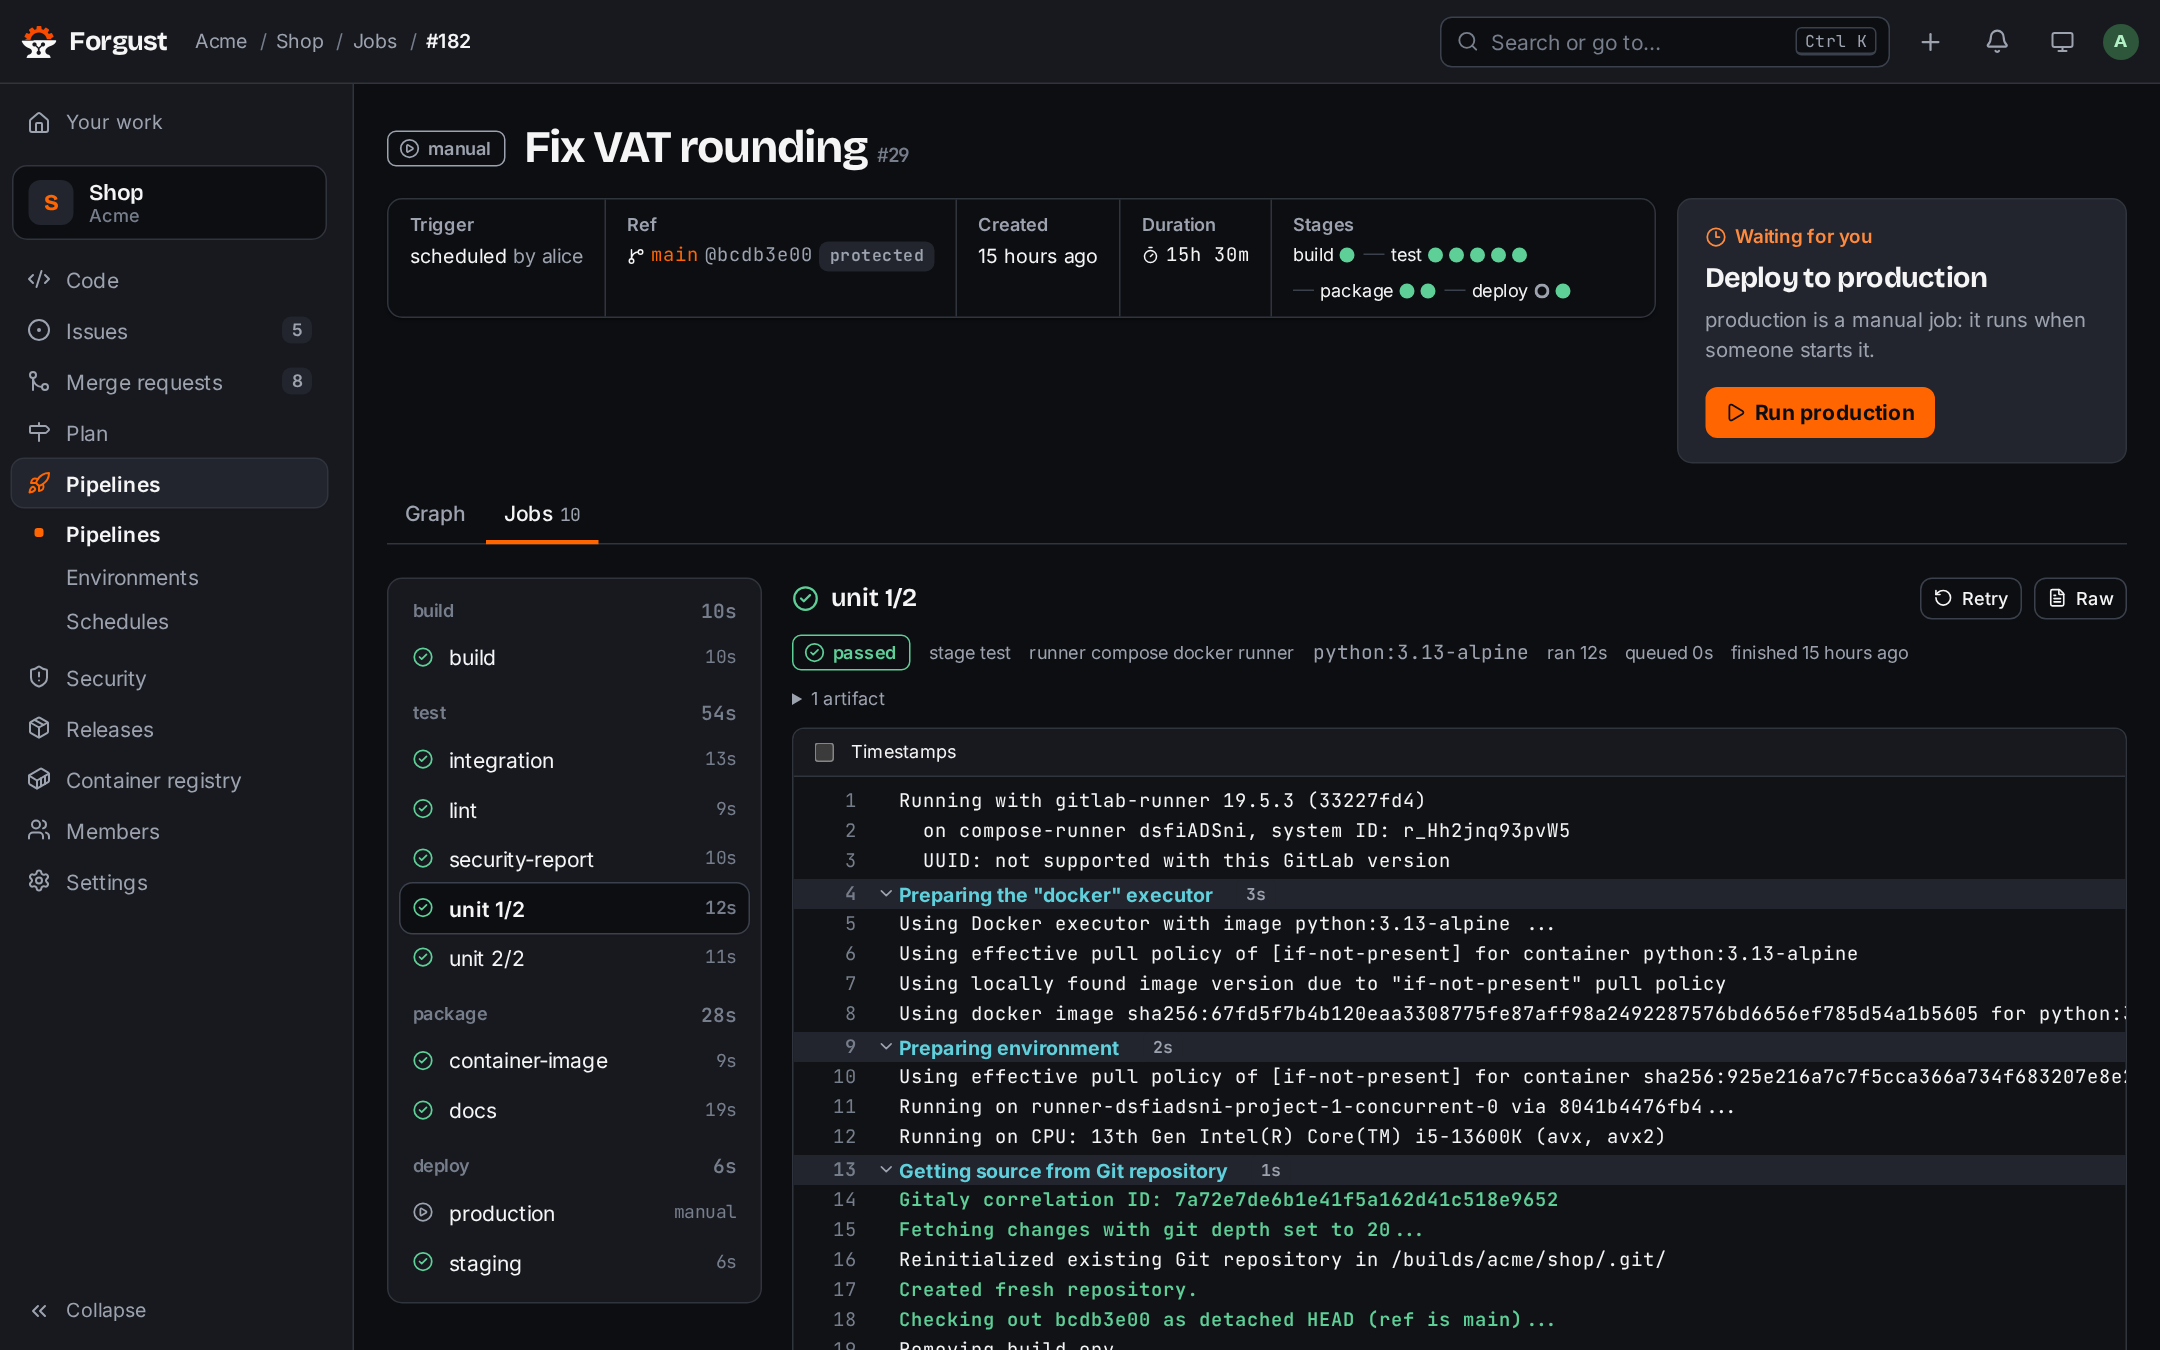 Forgust
Acme / Shop / Jobs / #182
Search or go to...
Ctrl K
A
Your work
S
Shop
Acme
Code
Issues 5
Merge requests 8
Plan
Pipelines
Pipelines
Environments
Schedules
Security
Releases
Container registry
Members
Settings
Collapse
manual
Fix VAT rounding #29
Trigger
scheduled by alice
Ref
main @bcdb3e00 protected
Created
15 hours ago
Duration
15h 30m
Stages
build — test
— package — deploy
Waiting for you
Deploy to production
production is a manual job: it runs when
someone starts it.
Run production
Graph
Jobs 10
build 10s
build 10s
test 54s
integration 13s
lint 9s
security-report 10s
unit 1/2 12s
unit 2/2 11s
package 28s
container-image 9s
docs 19s
deploy 6s
production manual
staging 6s
unit 1/2
Retry
Raw
passed stage test runner compose docker runner python:3.13-alpine ran 12s queued 0s finished 15 hours ago
1 artifact
Timestamps
1 Running with gitlab-runner 19.5.3 (33227fd4)
2 on compose-runner dsfiADSni, system ID: r_Hh2jnq93pvW5
3 UUID: not supported with this GitLab version
4 Preparing the "docker" executor 3s
5 Using Docker executor with image python:3.13-alpine ...
6 Using effective pull policy of [if-not-present] for container python:3.13-alpine
7 Using locally found image version due to "if-not-present" pull policy
8 Using docker image sha256:67fd5f7b4b120eaa3308775fe87aff98a2492287576bd6656ef785d54a1b5605 for python:
9 Preparing environment 2s
10 Using effective pull policy of [if-not-present] for container sha256:925e216a7c7f5cca366a734f683207e8e
11 Running on runner-dsfiadsni-project-1-concurrent-0 via 8041b4476fb4...
12 Running on CPU: 13th Gen Intel(R) Core(TM) i5-13600K (avx, avx2)
13 Getting source from Git repository 1s
14 Gitaly correlation ID: 7a72e7de6b1e41f5a162d41c518e9652
15 Fetching changes with git depth set to 20...
16 Reinitialized existing Git repository in /builds/acme/shop/.git/
17 Created fresh repository.
18 Checking out bcdb3e00 as detached HEAD (ref is main)...
19 Removing build.env